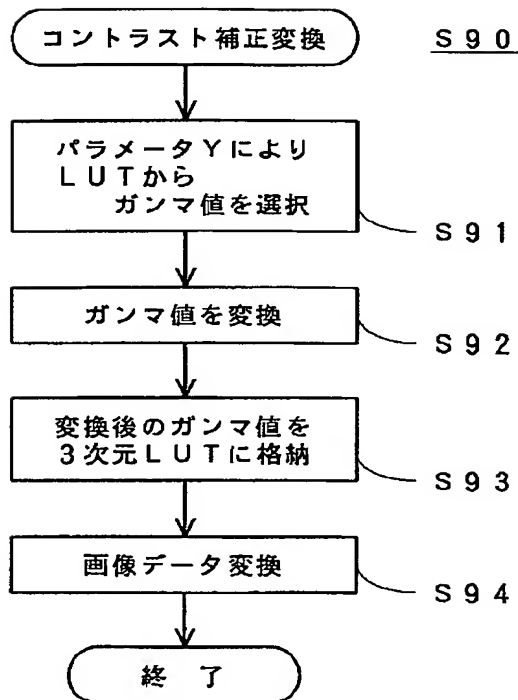 コントラスト補正変換
S90
パラメータYにより
LUTから
ガンマ値を選択
S91
ガンマ値を変換
S92
変換後のガンマ値を
3次元LUTに格納
S93
画像データ変換
S94
終了